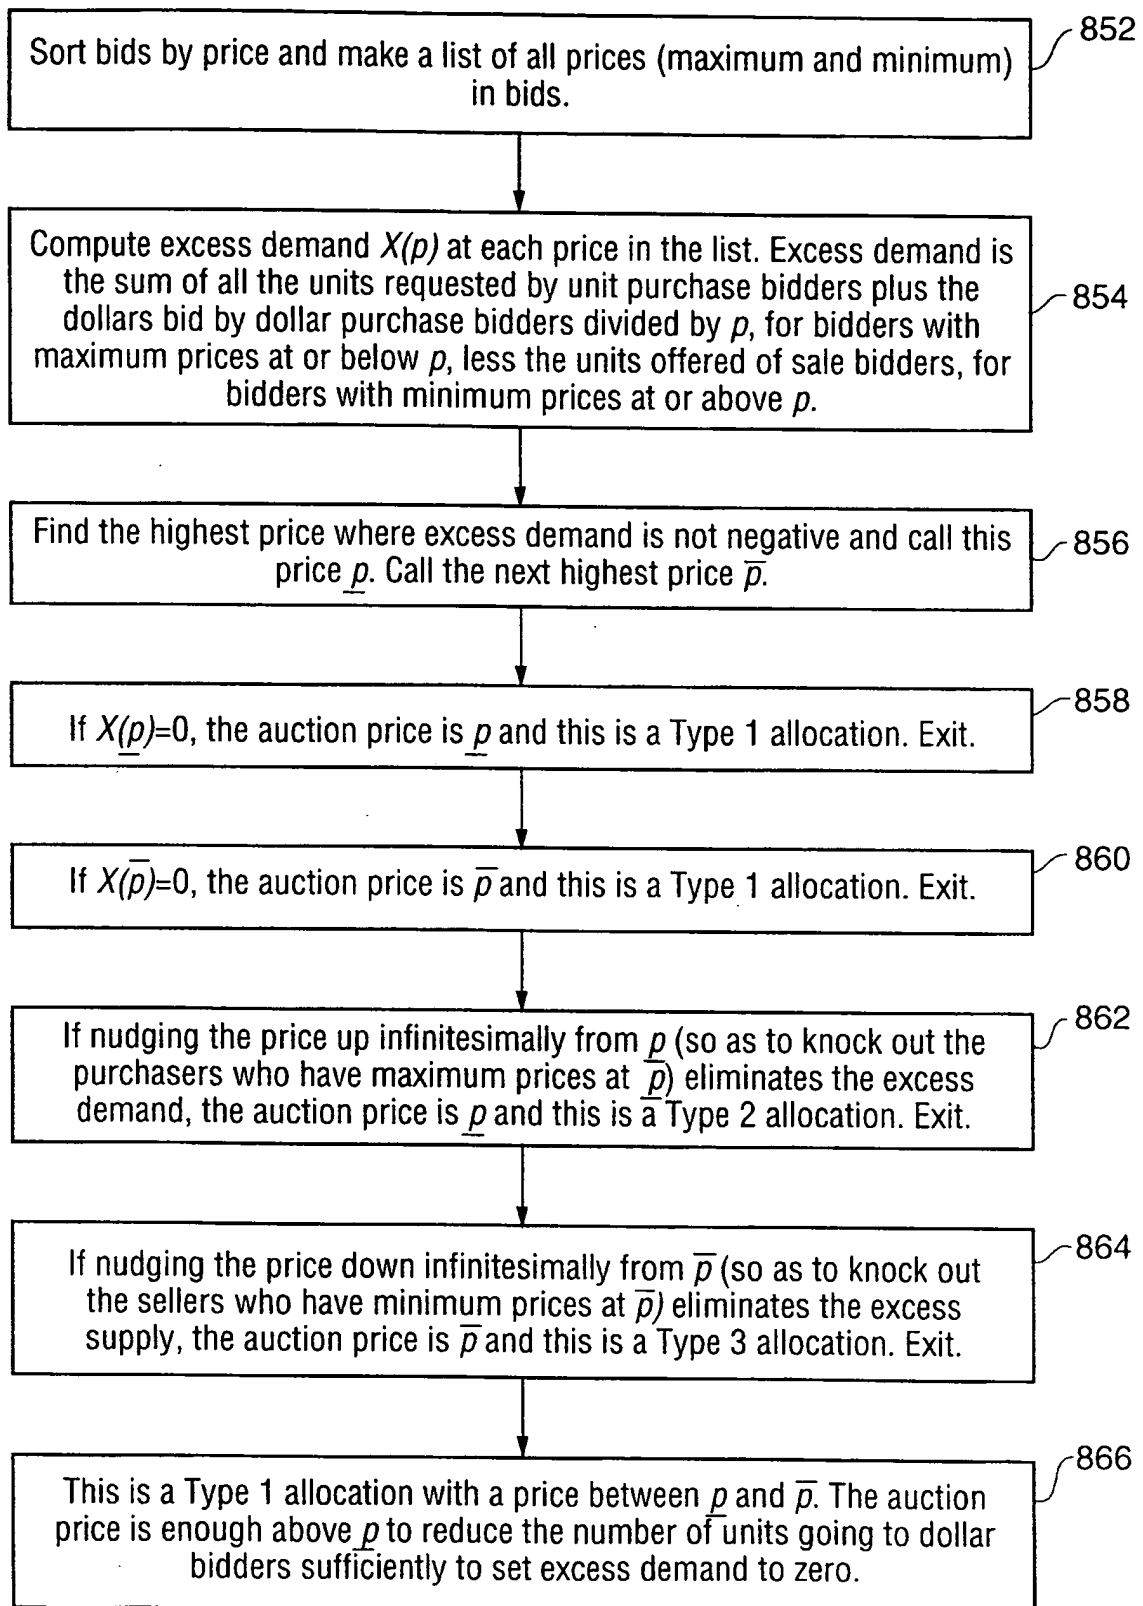 852
Sort bids by price and make a list of all prices (maximum and minimum)
in bids.
854
Compute excess demand X(p) at each price in the list. Excess demand is
the sum of all the units requested by unit purchase bidders plus the
dollars bid by dollar purchase bidders divided by p, for bidders with
maximum prices at or below p, less the units offered of sale bidders, for
bidders with minimum prices at or above p.
856
Find the highest price where excess demand is not negative and call this
price p̲. Call the next highest price p̅.
858
If X(p̲)=0, the auction price is p̲ and this is a Type 1 allocation. Exit.
860
If X(p̅)=0, the auction price is p̅ and this is a Type 1 allocation. Exit.
862
If nudging the price up infinitesimally from p̲ (so as to knock out the
purchasers who have maximum prices at p̲) eliminates the excess
demand, the auction price is p̲ and this is a Type 2 allocation. Exit.
864
If nudging the price down infinitesimally from p̅ (so as to knock out
the sellers who have minimum prices at p̅) eliminates the excess
supply, the auction price is p̅ and this is a Type 3 allocation. Exit.
866
This is a Type 1 allocation with a price between p̲ and p̅. The auction
price is enough above p̲ to reduce the number of units going to dollar
bidders sufficiently to set excess demand to zero.